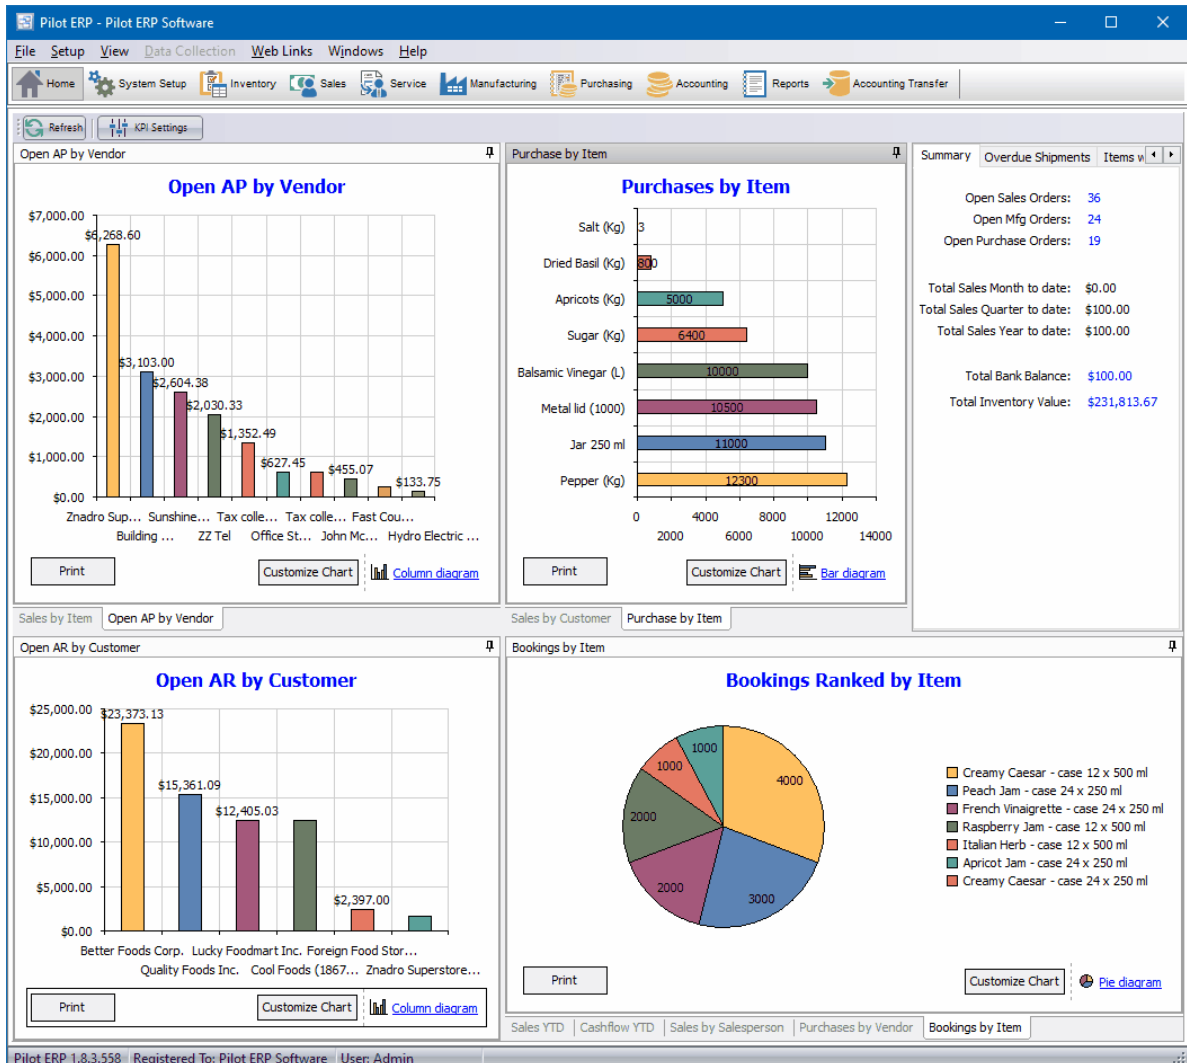 Pilot ERP - Pilot ERP Software
File Setup View Data Collection Web Links Windows Help
Home System Setup Inventory Sales Service Manufacturing Purchasing Accounting Reports Accounting Transfer
Refresh KPI Settings
Open AP by Vendor
Open AP by Vendor
$7,000.00
$6,000.00
$5,000.00
$4,000.00
$3,000.00
$2,000.00
$1,000.00
$0.00
$6,268.60
$3,103.00
$2,604.38
$2,030.33
$1,352.49
$627.45
$455.07
$133.75
Znadro Sup... Sunshine... Tax colle... Tax colle... Fast Cou...
Building ... ZZ Tel Office St... John Mc... Hydro Electric ...
Print Customize Chart Column diagram
Sales by Item Open AP by Vendor
Purchase by Item
Purchases by Item
Salt (Kg) 3
Dried Basil (Kg) 800
Apricots (Kg) 5000
Sugar (Kg) 6400
Balsamic Vinegar (L) 10000
Metal lid (1000) 10500
Jar 250 ml 11000
Pepper (Kg) 12300
0 4000 8000 12000
2000 6000 10000 14000
Print Customize Chart Bar diagram
Sales by Customer Purchase by Item
Summary Overdue Shipments Items w
Open Sales Orders: 36
Open Mfg Orders: 24
Open Purchase Orders: 19
Total Sales Month to date: $0.00
Total Sales Quarter to date: $100.00
Total Sales Year to date: $100.00
Total Bank Balance: $100.00
Total Inventory Value: $231,813.67
Open AR by Customer
Open AR by Customer
$25,000.00
$20,000.00
$15,000.00
$10,000.00
$5,000.00
$0.00
$23,373.13
$15,361.09
$12,405.03
$2,397.00
Better Foods Corp. Lucky Foodmart Inc. Foreign Food Stor...
Quality Foods Inc. Cool Foods (1867... Znadro Superstore...
Print Customize Chart Column diagram
Bookings by Item
Bookings Ranked by Item
4000
3000
2000
2000
1000
1000
Creamy Caesar - case 12 x 500 ml
Peach Jam - case 24 x 250 ml
French Vinaigrette - case 24 x 250 ml
Raspberry Jam - case 12 x 500 ml
Italian Herb - case 12 x 500 ml
Apricot Jam - case 24 x 250 ml
Creamy Caesar - case 24 x 250 ml
Print Customize Chart Pie diagram
Sales YTD Cashflow YTD Sales by Salesperson Purchases by Vendor Bookings by Item
Pilot ERP 1.8.3.558 Registered To: Pilot ERP Software User: Admin